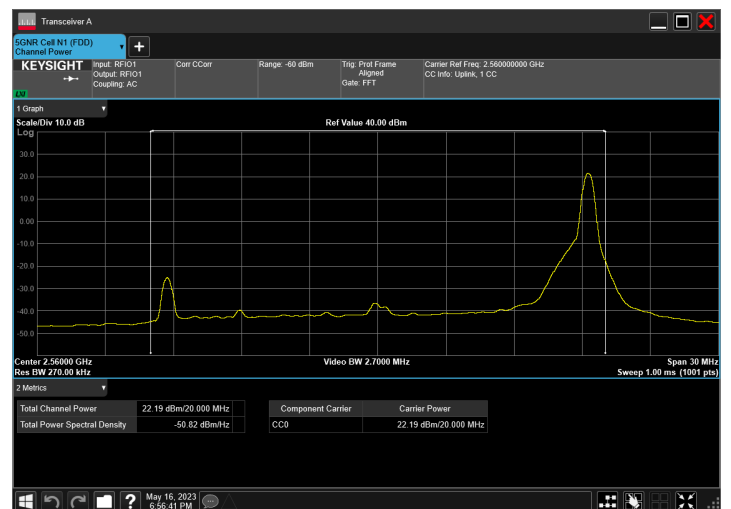 Transceiver A
5GNR Cell N1 (FDD)
Channel Power
KEYSIGHT
LXI
Input: RFIO1
Output: RFIO1
Coupling: AC
Corr CCorr
Range: -60 dBm
Trig: Prot Frame
Aligned
Gate: FFT
Carrier Ref Freq: 2.560000000 GHz
CC Info: Uplink, 1 CC
1 Graph
Scale/Div 10.0 dB
Ref Value 40.00 dBm
Log
30.0
20.0
10.0
0.00
-10.0
-20.0
-30.0
-40.0
-50.0
Center 2.56000 GHz
Video BW 2.7000 MHz
Span 30 MHz
Res BW 270.00 kHz
Sweep 1.00 ms (1001 pts)
2 Metrics
Total Channel Power 22.19 dBm/20.000 MHz
Total Power Spectral Density -50.82 dBm/Hz
Component Carrier Carrier Power
CC0 22.19 dBm/20.000 MHz
?
May 16, 2023
6:56:41 PM